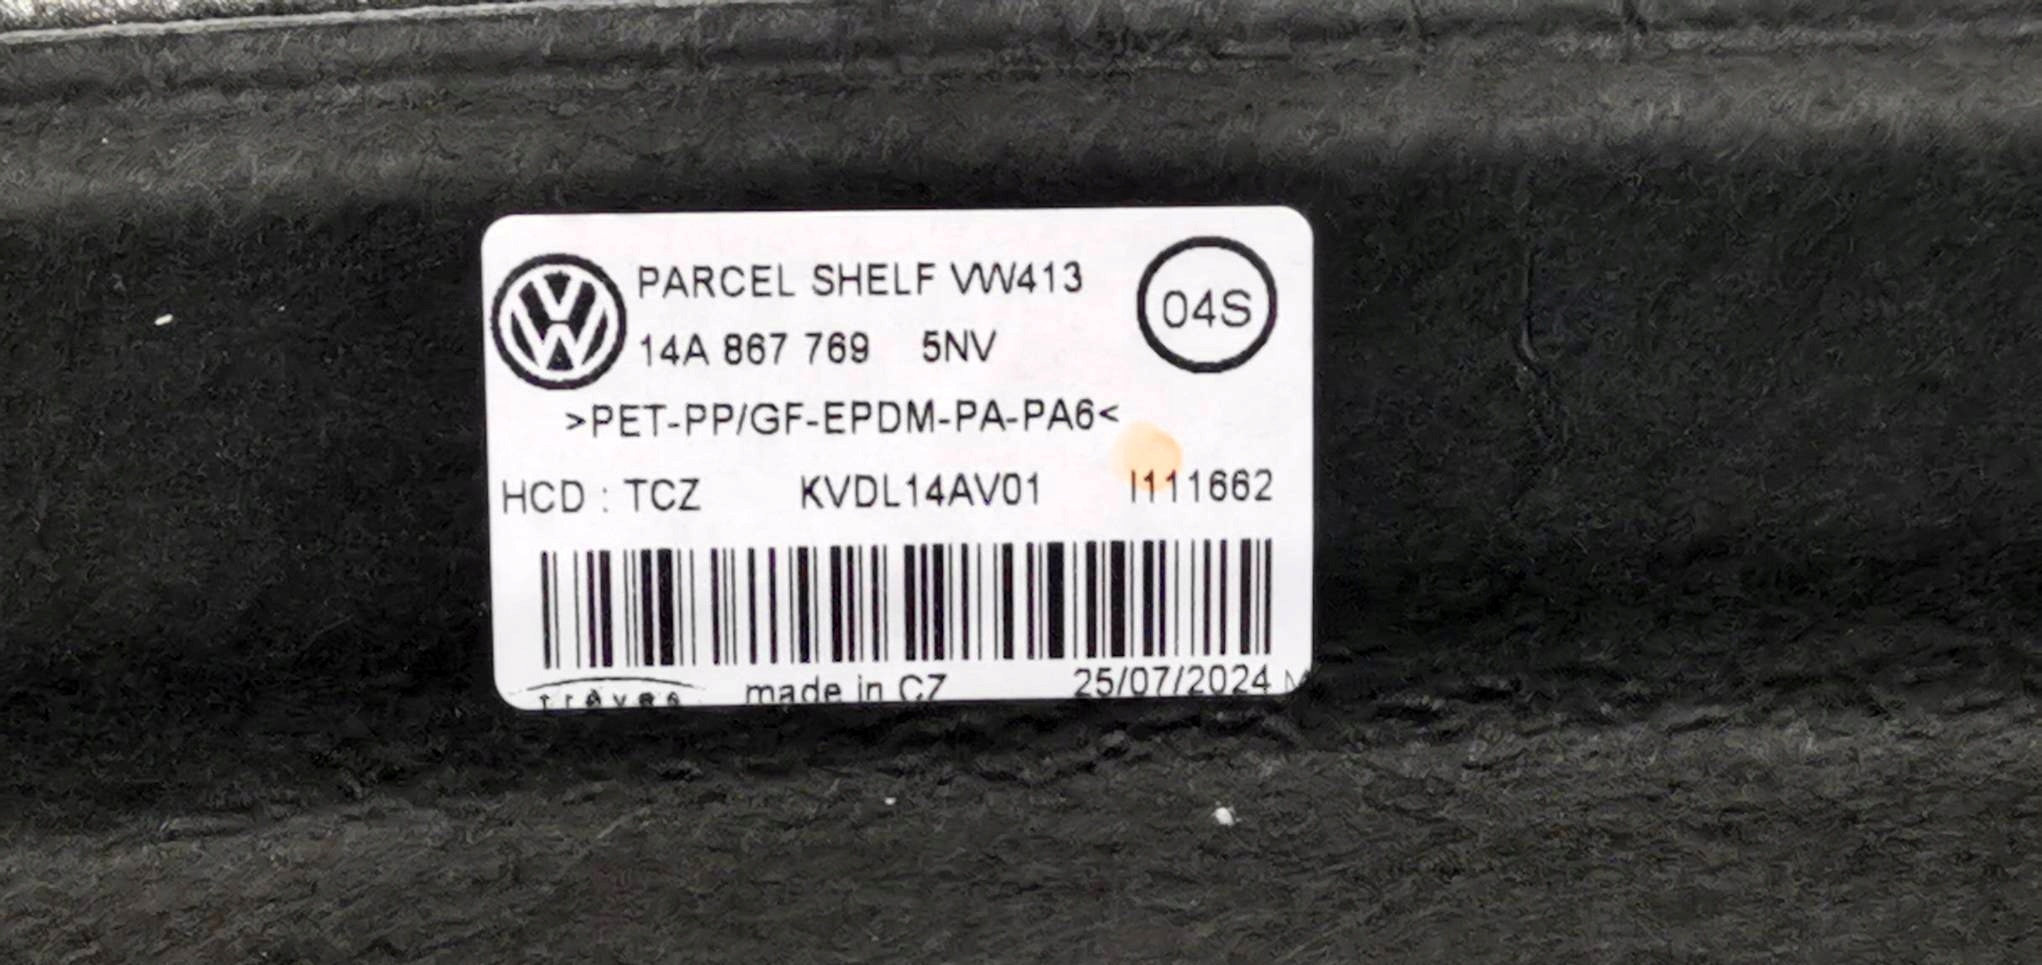 PARCEL SHELF VW413
04S
14A 867 769 5NV
>PET-PP/GF-EPDM-PA-PA6<
HCD : TCZ KVDL14AV01 I111662
trèves made in CZ 25/07/2024